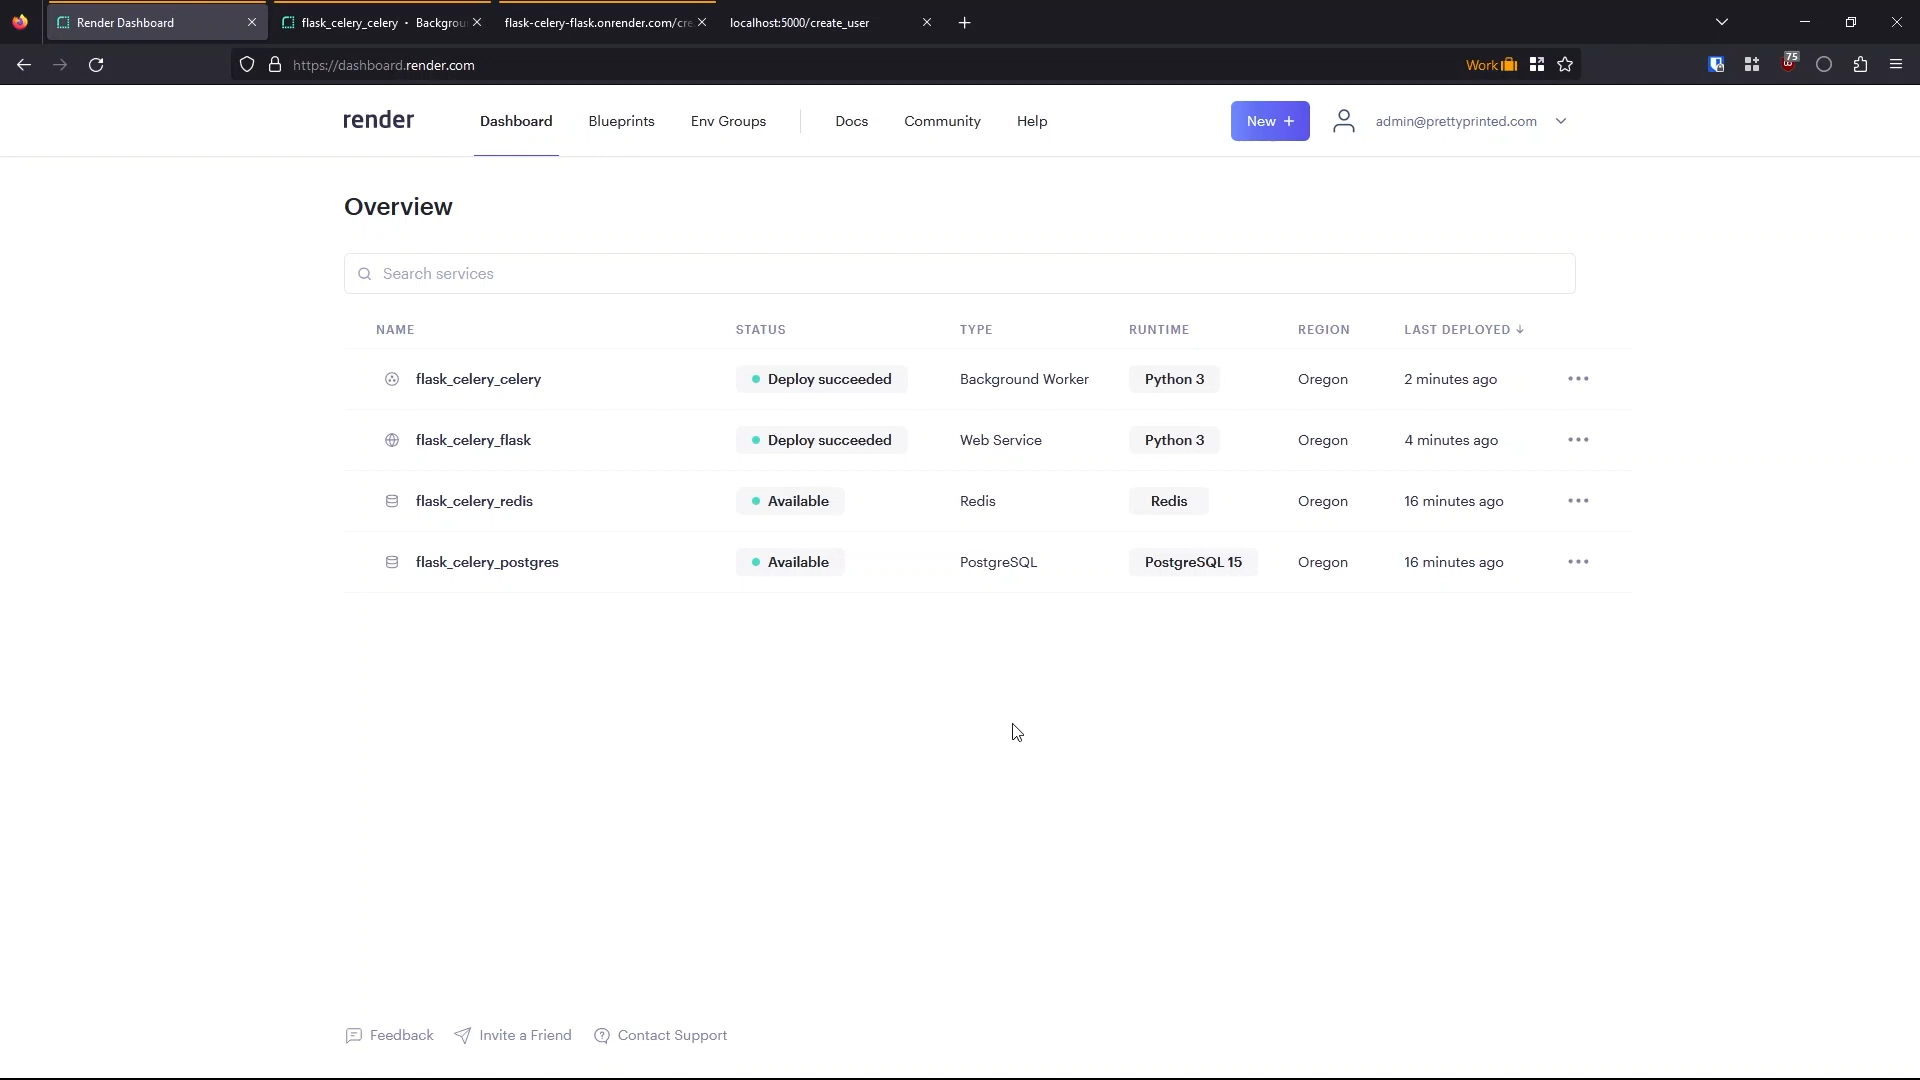 Render Dashboard
flask_celery_celery • Backgrou
flask-celery-flask.onrender.com/cre
localhost:5000/create_user
https://dashboard.render.com
Work
75
render
Dashboard
Blueprints
Env Groups
Docs
Community
Help
New +
admin@prettyprinted.com
Overview
Search services
NAME STATUS TYPE RUNTIME REGION LAST DEPLOYED ↓
flask_celery_celery Deploy succeeded Background Worker Python 3 Oregon 2 minutes ago
flask_celery_flask Deploy succeeded Web Service Python 3 Oregon 4 minutes ago
flask_celery_redis Available Redis Redis Oregon 16 minutes ago
flask_celery_postgres Available PostgreSQL PostgreSQL 15 Oregon 16 minutes ago
Feedback Invite a Friend Contact Support